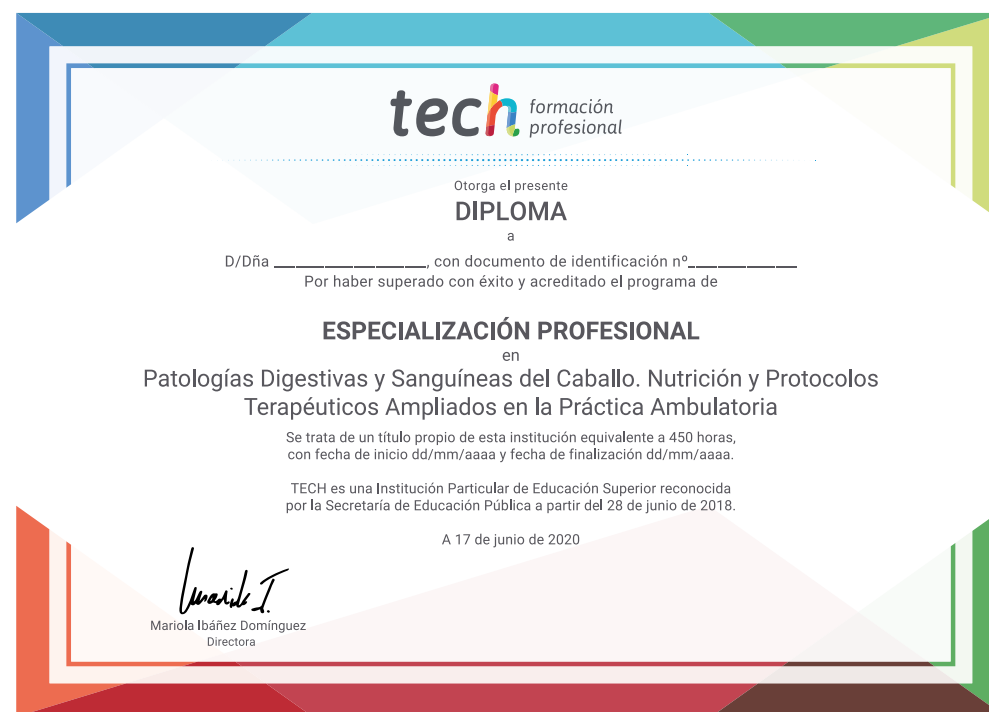 tech formación
profesional
Otorga el presente
DIPLOMA
a
D/Dña ______________, con documento de identificación nº__________
Por haber superado con éxito y acreditado el programa de
ESPECIALIZACIÓN PROFESIONAL
en
Patologías Digestivas y Sanguíneas del Caballo. Nutrición y Protocolos
Terapéuticos Ampliados en la Práctica Ambulatoria
Se trata de un título propio de esta institución equivalente a 450 horas,
con fecha de inicio dd/mm/aaaa y fecha de finalización dd/mm/aaaa.
TECH es una Institución Particular de Educación Superior reconocida
por la Secretaría de Educación Pública a partir del 28 de junio de 2018.
A 17 de junio de 2020
Mariola Ibáñez Domínguez
Directora